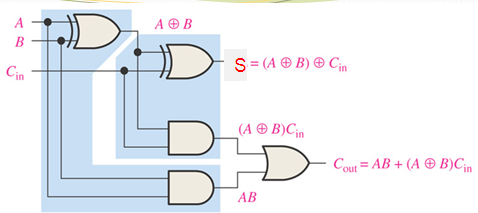 A
A ⊕ B
B
S = (A ⊕ B) ⊕ Cin
Cin
(A ⊕ B)Cin
Cout = AB + (A ⊕ B)Cin
AB